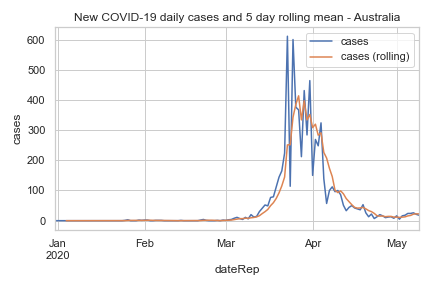 New COVID-19 daily cases and 5 day rolling mean - Australia
cases
cases (rolling)
600
500
400
300
200
100
0
cases
Jan
2020
Feb
Mar
Apr
May
dateRep